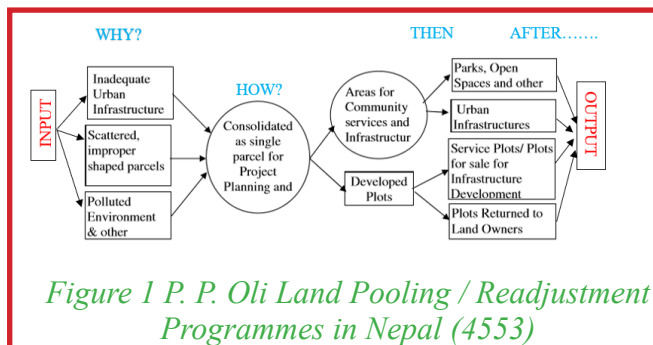 WHY?
THEN
AFTER…….
HOW?
INPUT
Inadequate
Urban
Infrastructure
Scattered,
improper
shaped parcels
Polluted
Environment
& other
Consolidated
as single
parcel for
Project
Planning and
Areas for
Community
services and
Infrastructur
Developed
Plots
Parks, Open
Spaces and other
Urban
Infrastructures
Service Plots/ Plots
for sale for
Infrastructure
Development
Plots Returned to
Land Owners
OUTPUT
Figure 1 P. P. Oli Land Pooling / Readjustment
Programmes in Nepal (4553)